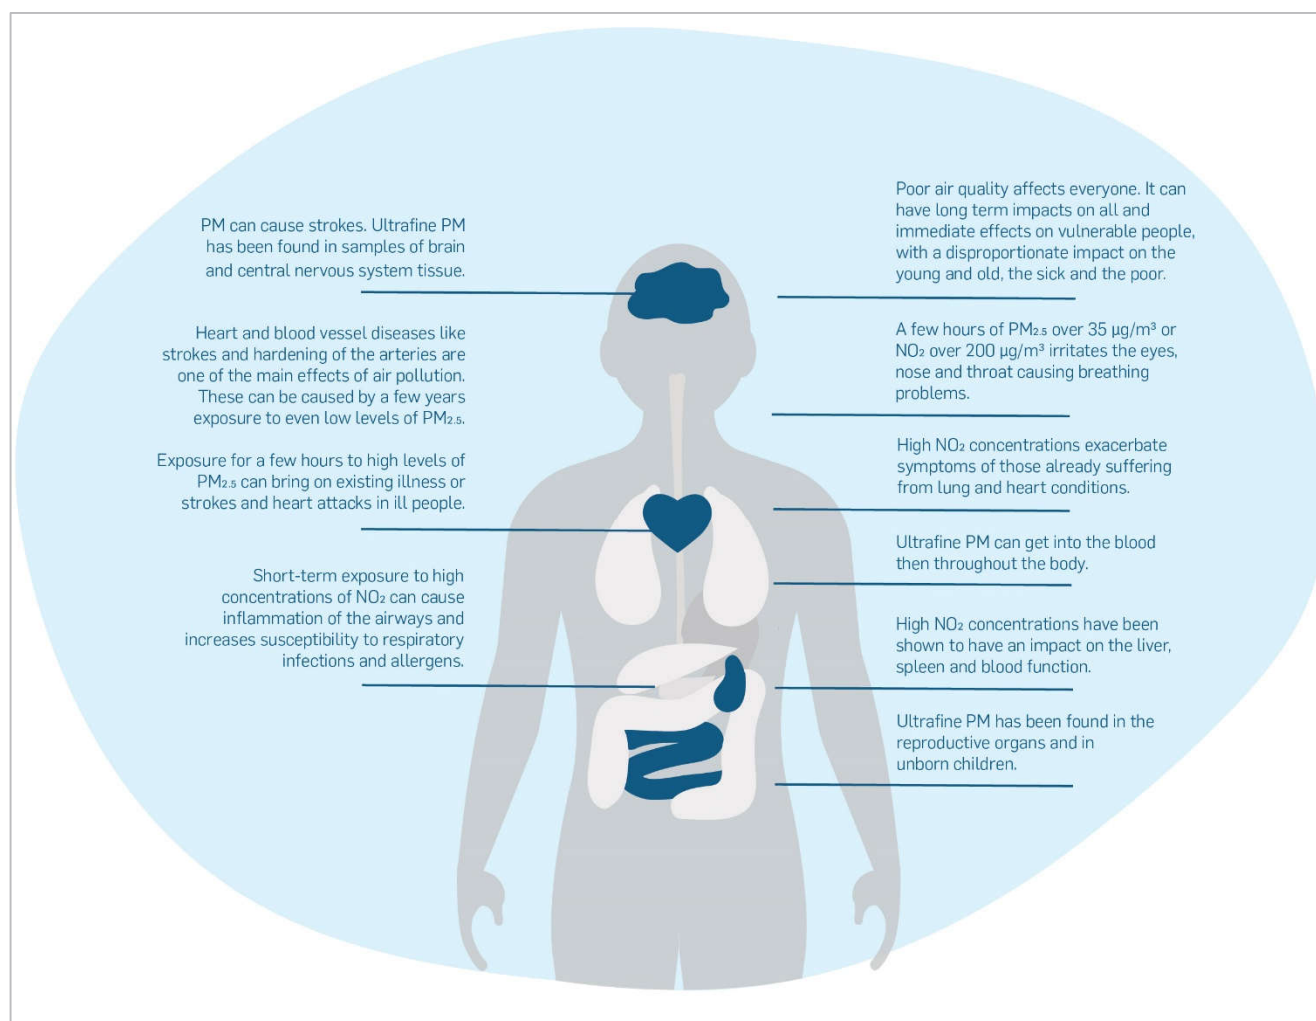 PM can cause strokes. Ultrafine PM
has been found in samples of brain
and central nervous system tissue.
Heart and blood vessel diseases like
strokes and hardening of the arteries are
one of the main effects of air pollution.
These can be caused by a few years
exposure to even low levels of PM₂.₅.
Exposure for a few hours to high levels of
PM₂.₅ can bring on existing illness or
strokes and heart attacks in ill people.
Short-term exposure to high
concentrations of NO₂ can cause
inflammation of the airways and
increases susceptibility to respiratory
infections and allergens.
Poor air quality affects everyone. It can
have long term impacts on all and
immediate effects on vulnerable people,
with a disproportionate impact on the
young and old, the sick and the poor.
A few hours of PM₂.₅ over 35 µg/m³ or
NO₂ over 200 µg/m³ irritates the eyes,
nose and throat causing breathing
problems.
High NO₂ concentrations exacerbate
symptoms of those already suffering
from lung and heart conditions.
Ultrafine PM can get into the blood
then throughout the body.
High NO₂ concentrations have been
shown to have an impact on the liver,
spleen and blood function.
Ultrafine PM has been found in the
reproductive organs and in
unborn children.